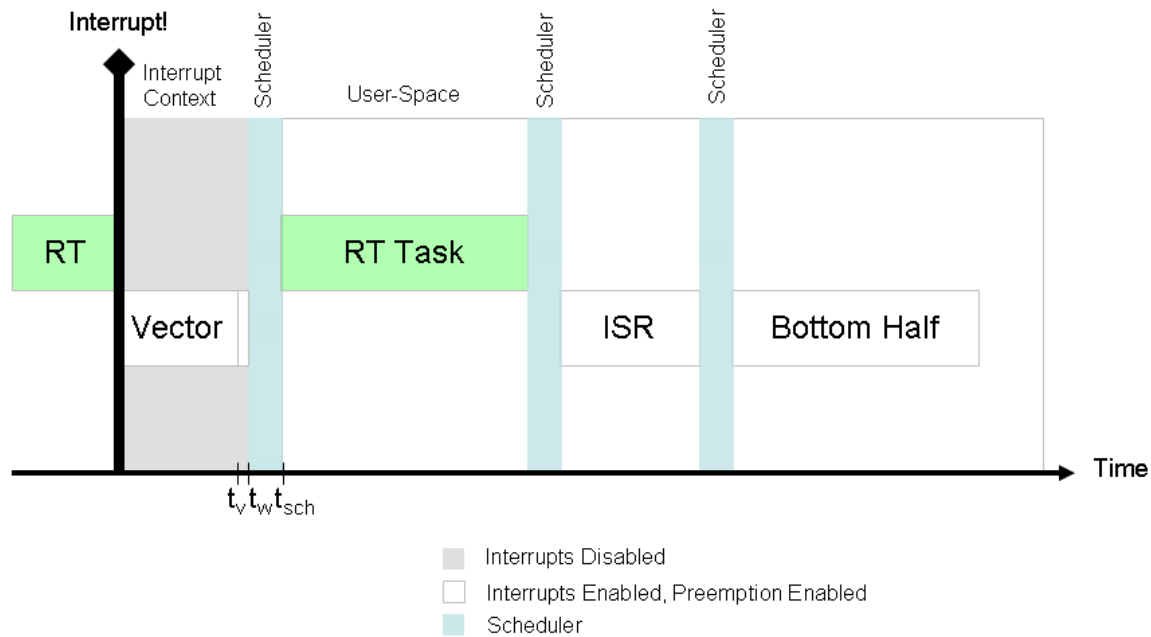 Interrupt!
Interrupt
Context
Scheduler
User-Space
Scheduler
Scheduler
RT
RT Task
Vector
ISR
Bottom Half
Time
tv tw tsch
Interrupts Disabled
Interrupts Enabled, Preemption Enabled
Scheduler